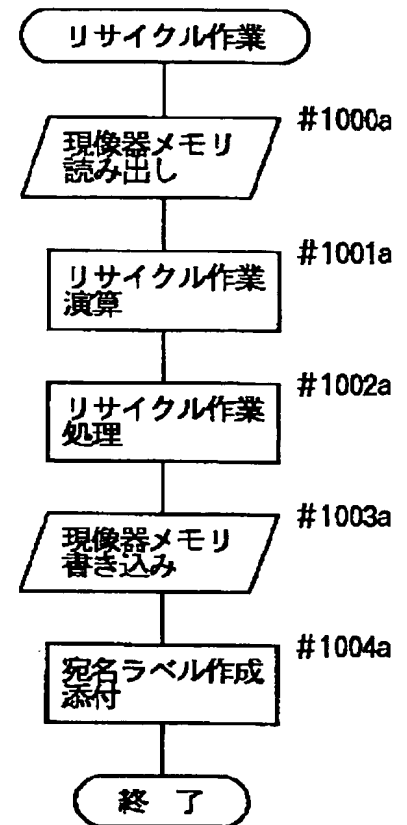 リサイクル作業
#1000a
現像器メモリ
読み出し
#1001a
リサイクル作業
演算
#1002a
リサイクル作業
処理
#1003a
現像器メモリ
書き込み
#1004a
宛名ラベル作成
添付
終 了